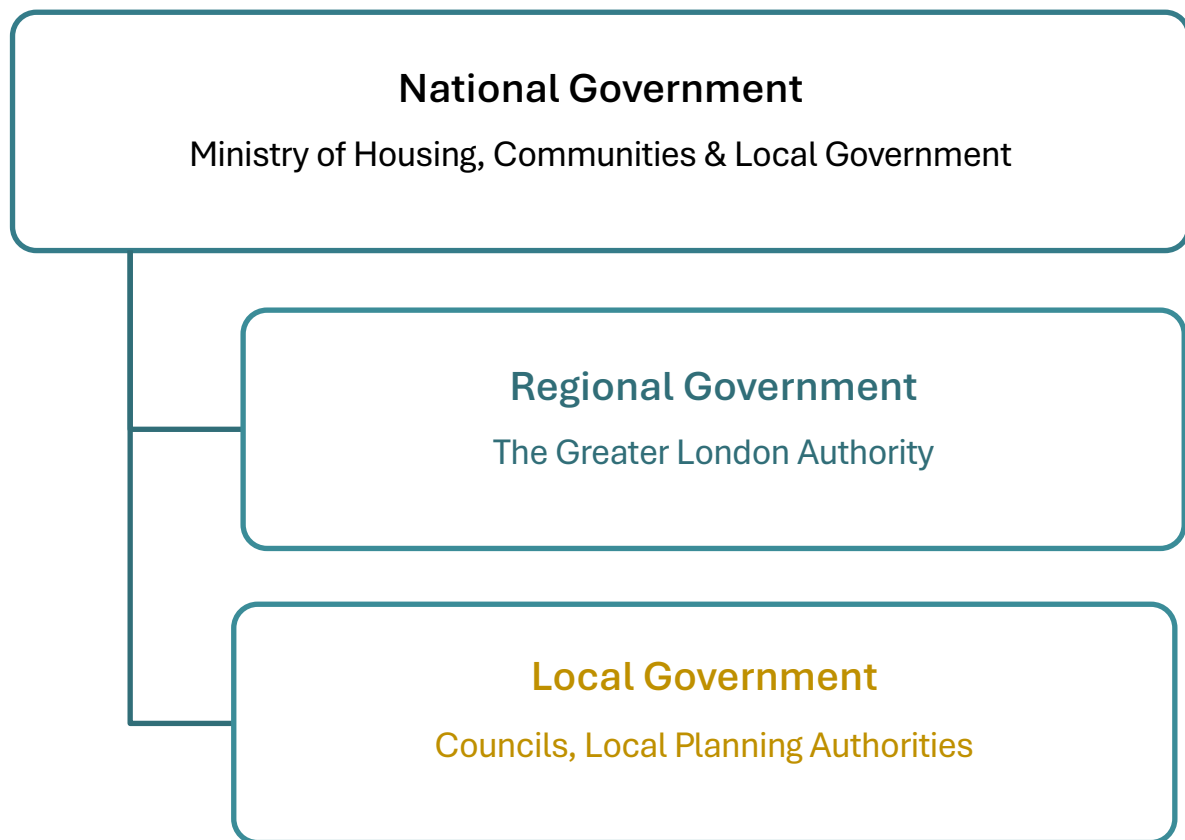 National Government
Ministry of Housing, Communities & Local Government
Regional Government
The Greater London Authority
Local Government
Councils, Local Planning Authorities